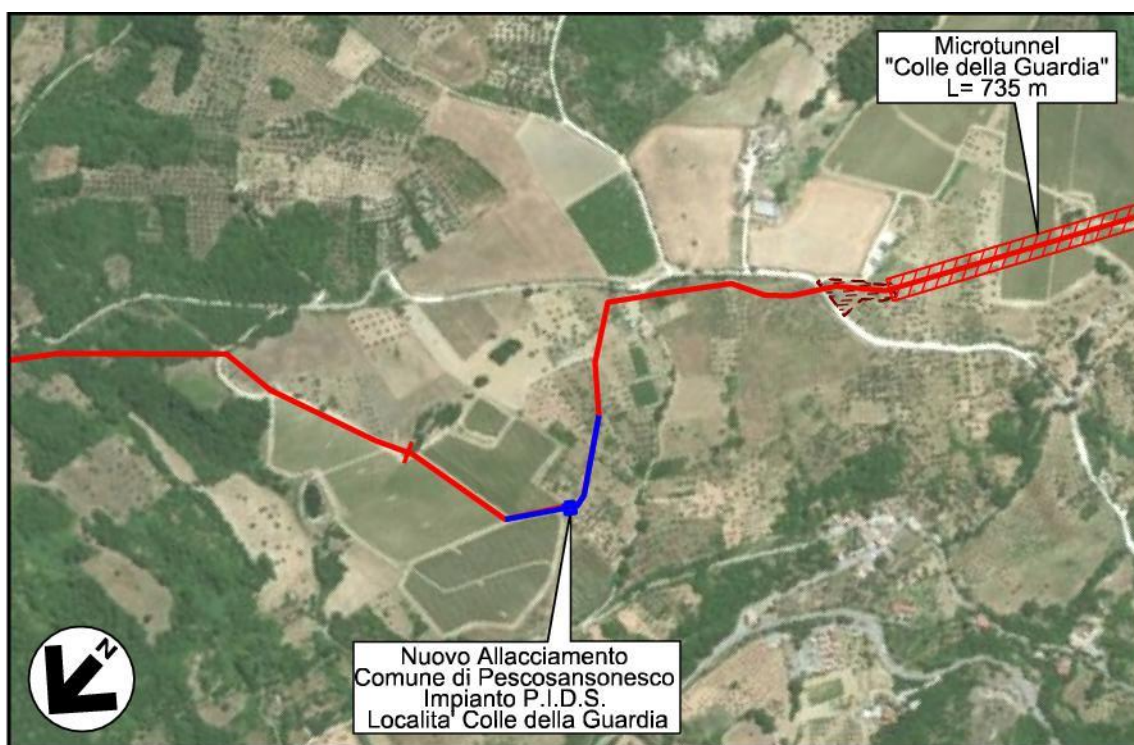 Microtunnel
"Colle della Guardia"
L= 735 m
N
Nuovo Allacciamento
Comune di Pescosansonesco
Impianto P.I.D.S.
Localita' Colle della Guardia